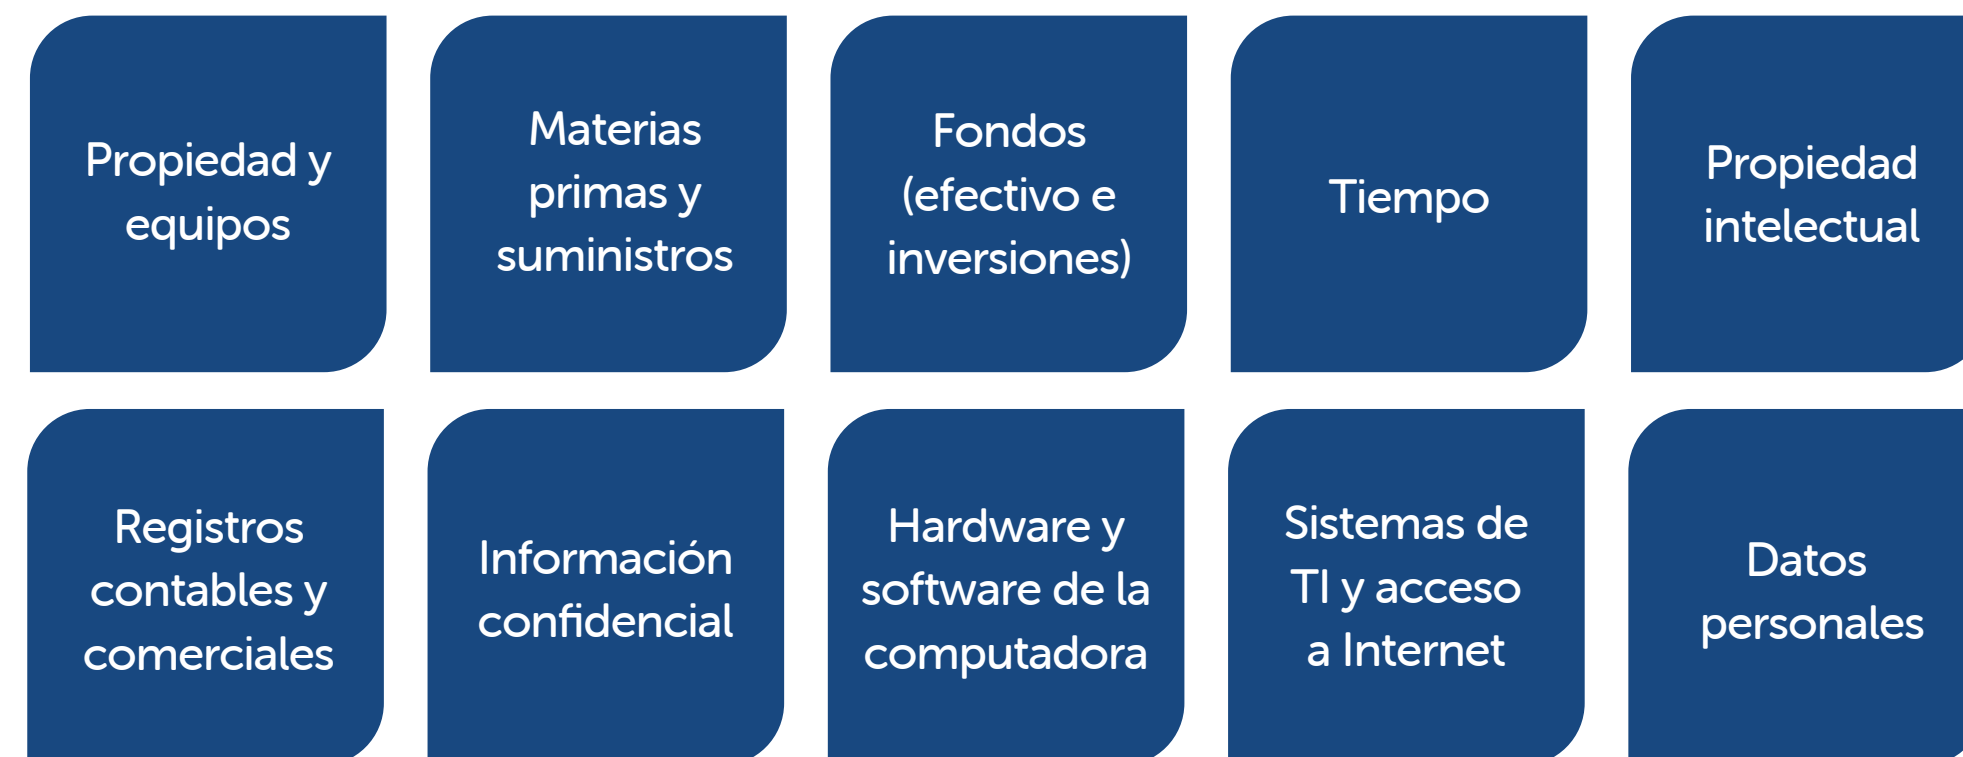 Propiedad y
equipos
Materias
primas y
suministros
Fondos
(efectivo e
inversiones)
Tiempo
Propiedad
intelectual
Registros
contables y
comerciales
Información
confidencial
Hardware y
software de la
computadora
Sistemas de
TI y acceso
a Internet
Datos
personales